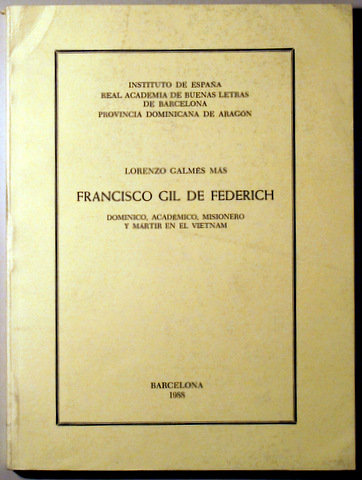 INSTITUTO DE ESPAÑA
REAL ACADEMIA DE BUENAS LETRAS
DE BARCELONA
PROVINCIA DOMINICANA DE ARAGON
LORENZO GALMÉS MÁS
FRANCISCO GIL DE FEDERICH
DOMINICO, ACADEMICO, MISIONERO
Y MARTIR EN EL VIETNAM
BARCELONA
1988